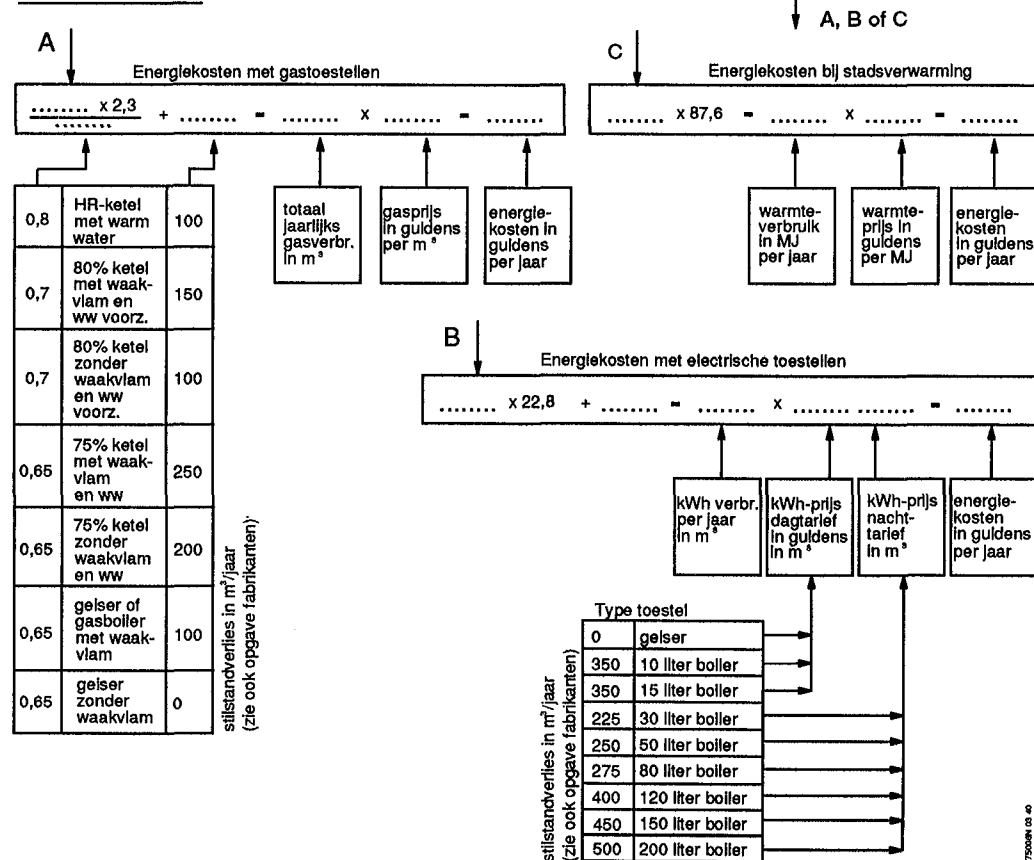 A, B of C
A
Energiekosten met gastoestellen
........ x 2,3
........
+ ........ = ........ x ........ = ........
0,8 HR-ketel met warm water 100
0,7 80% ketel met waak- vlam en ww voorz. 150
0,7 80% ketel zonder waakvlam en ww voorz. 100
0,65 75% ketel met waak- vlam en ww 250
0,65 75% ketel zonder waakvlam en ww 200
0,65 geiser of gasboiler met waak- vlam 100
0,65 geiser zonder waakvlam 0
stilstandverlies in m³/jaar
(zie ook opgave fabrikanten)
totaal
jaarlijks
gasverbr.
in m³
gasprijs
in guldens
per m³
energie-
kosten in
guldens
per jaar
C
Energiekosten bij stadsverwarming
........ x 87,6 = ........ x ........ = ........
warmte-
verbruik
in MJ
per jaar
warmte-
prijs in
guldens
per MJ
energie-
kosten
in guldens
per jaar
B
Energiekosten met electrische toestellen
........ x 22,8 + ........ = ........ x ........ ........ = ........
kWh verbr.
per jaar
in m³
kWh-prijs
dagtarief
in guldens
in m³
kWh-prijs
nacht-
tarief
in m³
energie-
kosten
in guldens
per jaar
Type toestel
0 geiser
350 10 liter boiler
350 15 liter boiler
225 30 liter boiler
250 50 liter boiler
275 80 liter boiler
400 120 liter boiler
450 150 liter boiler
500 200 liter boiler
stilstandverlies in m³/jaar
(zie ook opgave fabrikanten)